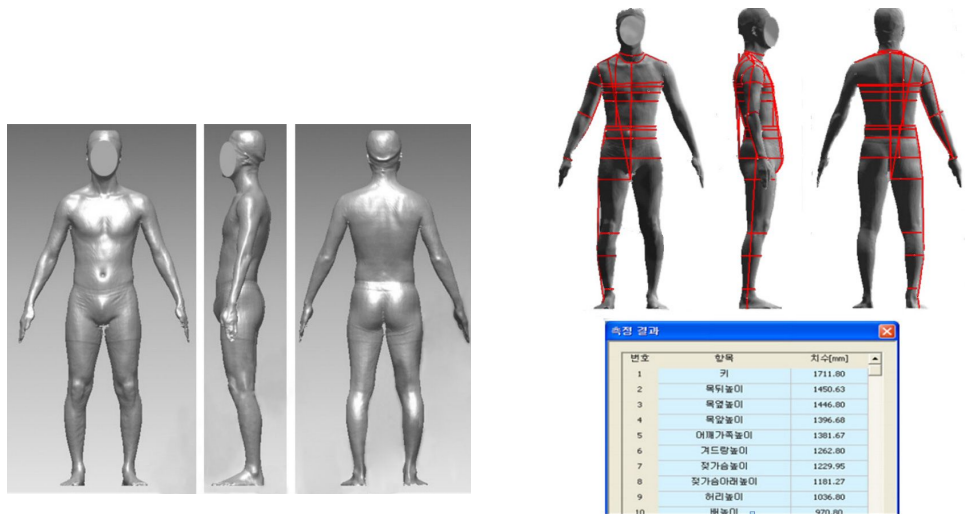 측정 결과
번호 항목 치수[mm]
1 키 1711.80
2 목뒤높이 1450.63
3 목옆높이 1446.80
4 목앞높이 1396.68
5 어깨가쪽높이 1381.67
6 겨드랑높이 1262.80
7 젖가슴높이 1229.95
8 젖가슴아래높이 1181.27
9 허리높이 1036.80
10 배높이 970.80